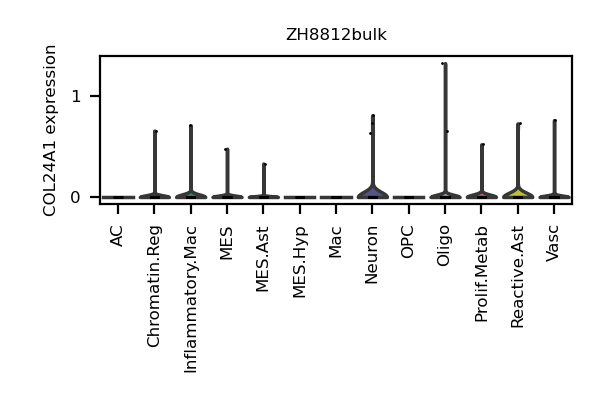 ZH8812bulk
COL24A1 expression
1
0
AC
Chromatin.Reg
Inflammatory.Mac
MES
MES.Ast
MES.Hyp
Mac
Neuron
OPC
Oligo
Prolif.Metab
Reactive.Ast
Vasc